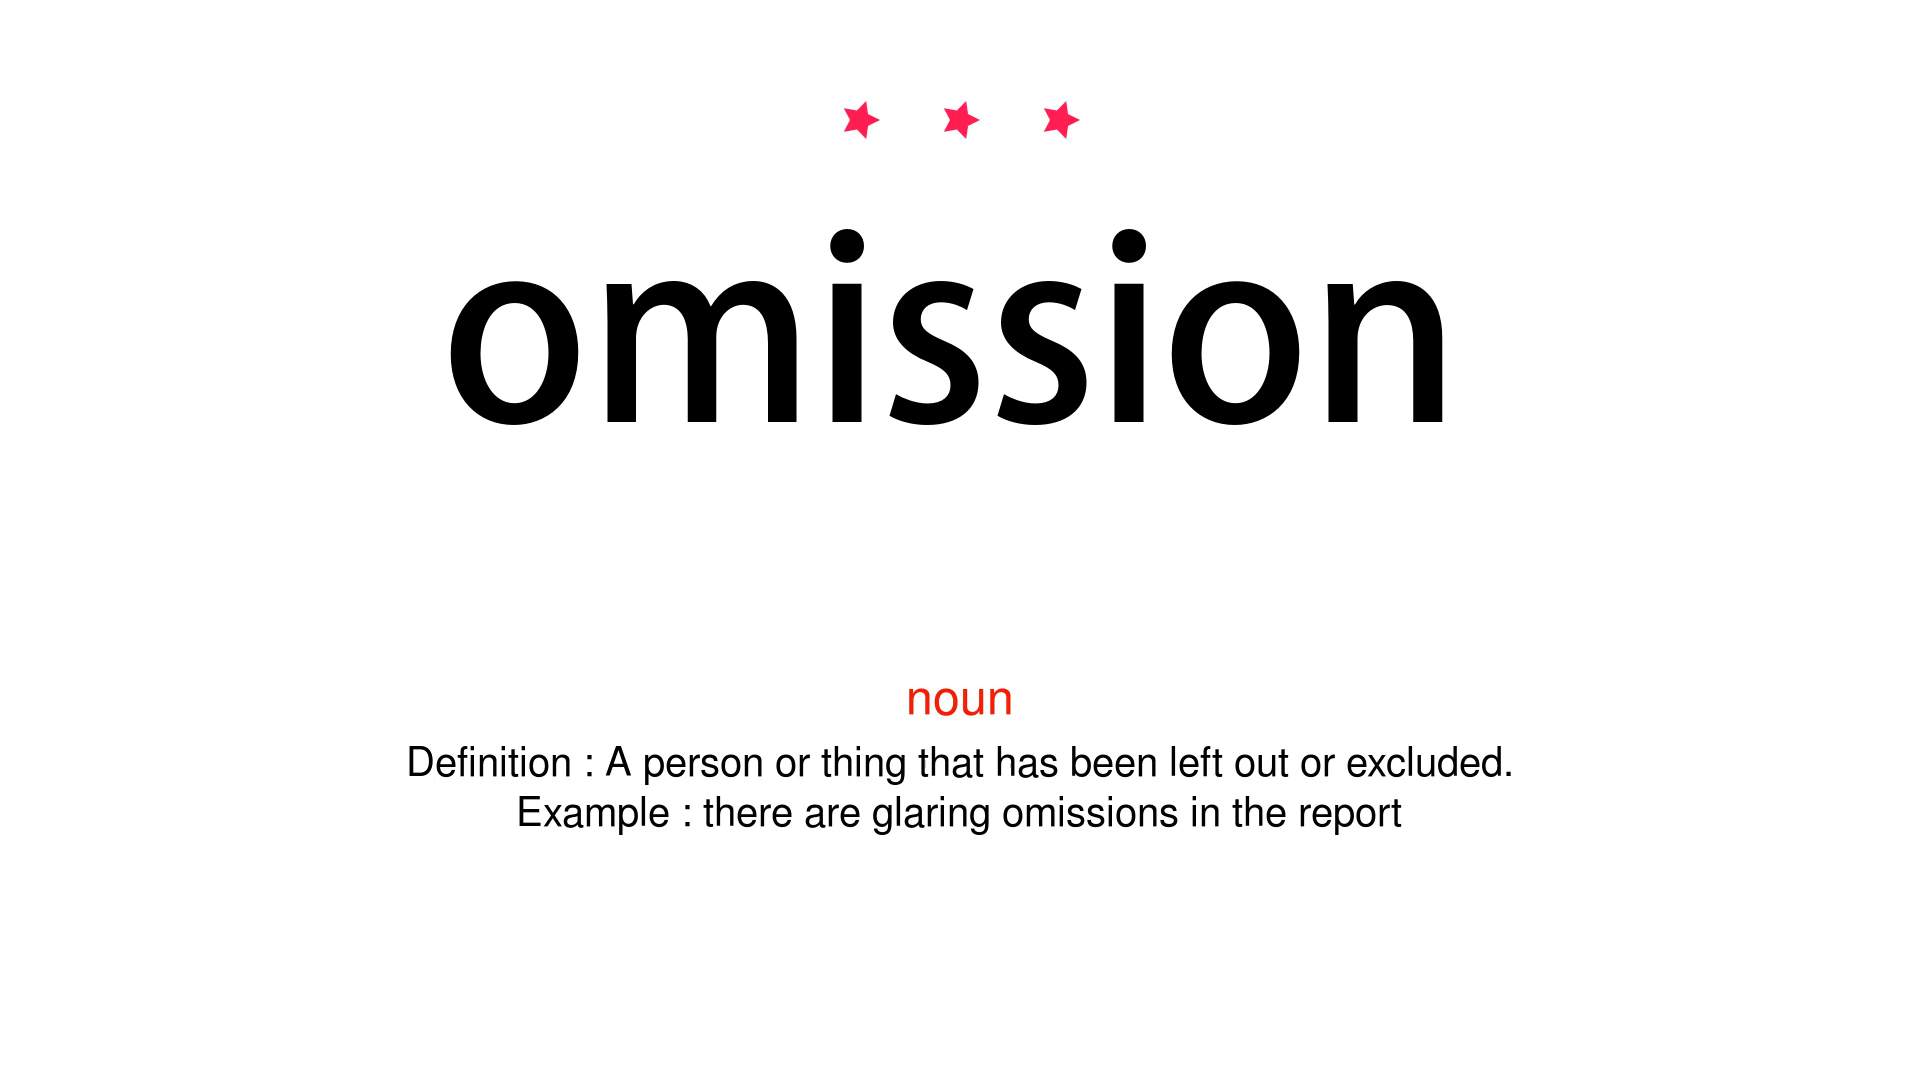 omission
noun
Definition : A person or thing that has been left out or excluded.
Example : there are glaring omissions in the report